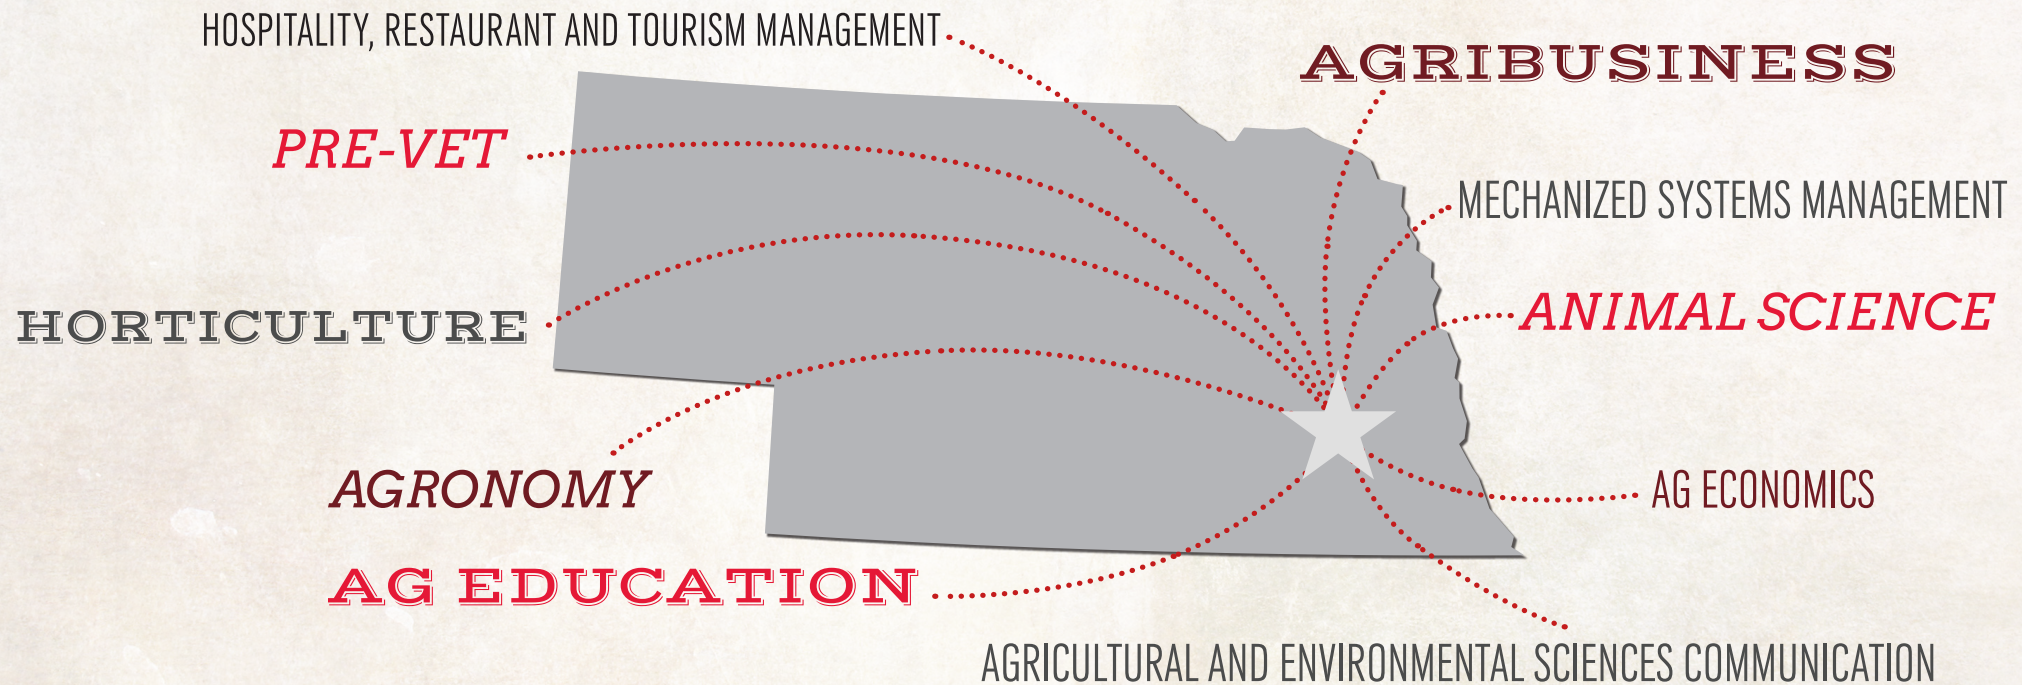 HOSPITALITY, RESTAURANT AND TOURISM MANAGEMENT
AGRIBUSINESS
PRE-VET
MECHANIZED SYSTEMS MANAGEMENT
HORTICULTURE
ANIMAL SCIENCE
AGRONOMY
AG ECONOMICS
AG EDUCATION
AGRICULTURAL AND ENVIRONMENTAL SCIENCES COMMUNICATION